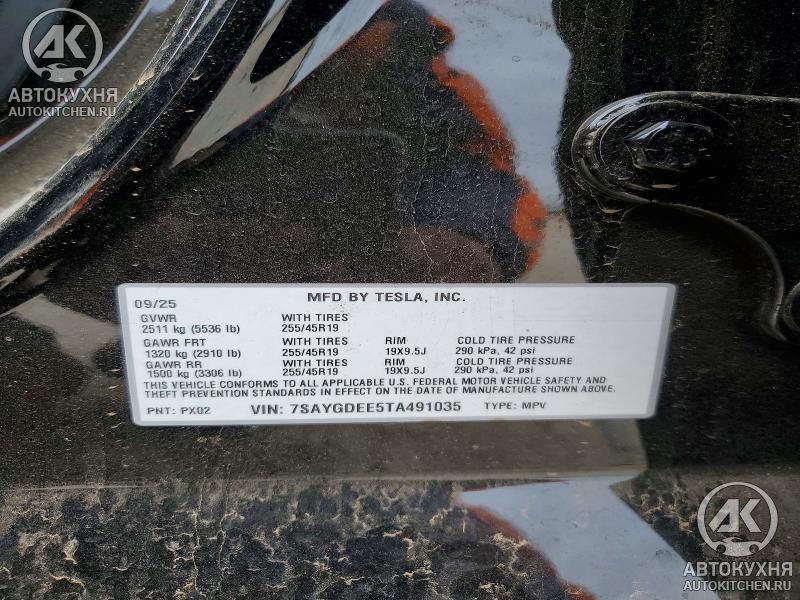 АК
АВТОКУХНЯ
AUTOKITCHEN.RU
09/25
MFD BY TESLA, INC.
GVWR WITH TIRES
2511 kg (5536 lb) 255/45R19
GAWR FRT WITH TIRES RIM COLD TIRE PRESSURE
1320 kg (2910 lb) 255/45R19 19X9.5J 290 kPa, 42 psi
GAWR RR WITH TIRES RIM COLD TIRE PRESSURE
1500 kg (3306 lb) 255/45R19 19X9.5J 290 kPa, 42 psi
THIS VEHICLE CONFORMS TO ALL APPLICABLE U.S. FEDERAL MOTOR VEHICLE SAFETY AND
THEFT PREVENTION STANDARDS IN EFFECT ON THE DATE OF MANUFACTURE SHOWN ABOVE.
PNT: PX02 VIN: 7SAYGDEE5TA491035 TYPE: MPV
АК
АВТОКУХНЯ
AUTOKITCHEN.RU